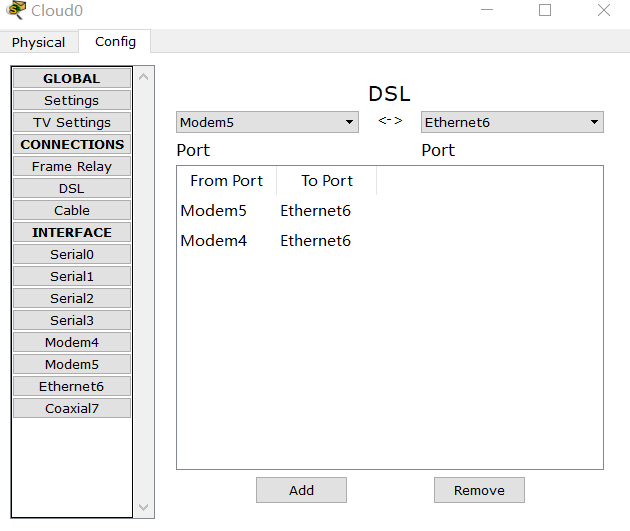 Cloud0
Physical Config
GLOBAL
Settings
TV Settings
CONNECTIONS
Frame Relay
DSL
Cable
INTERFACE
Serial0
Serial1
Serial2
Serial3
Modem4
Modem5
Ethernet6
Coaxial7
DSL
Modem5 <-> Ethernet6
Port Port
From Port To Port
Modem5 Ethernet6
Modem4 Ethernet6
Add Remove